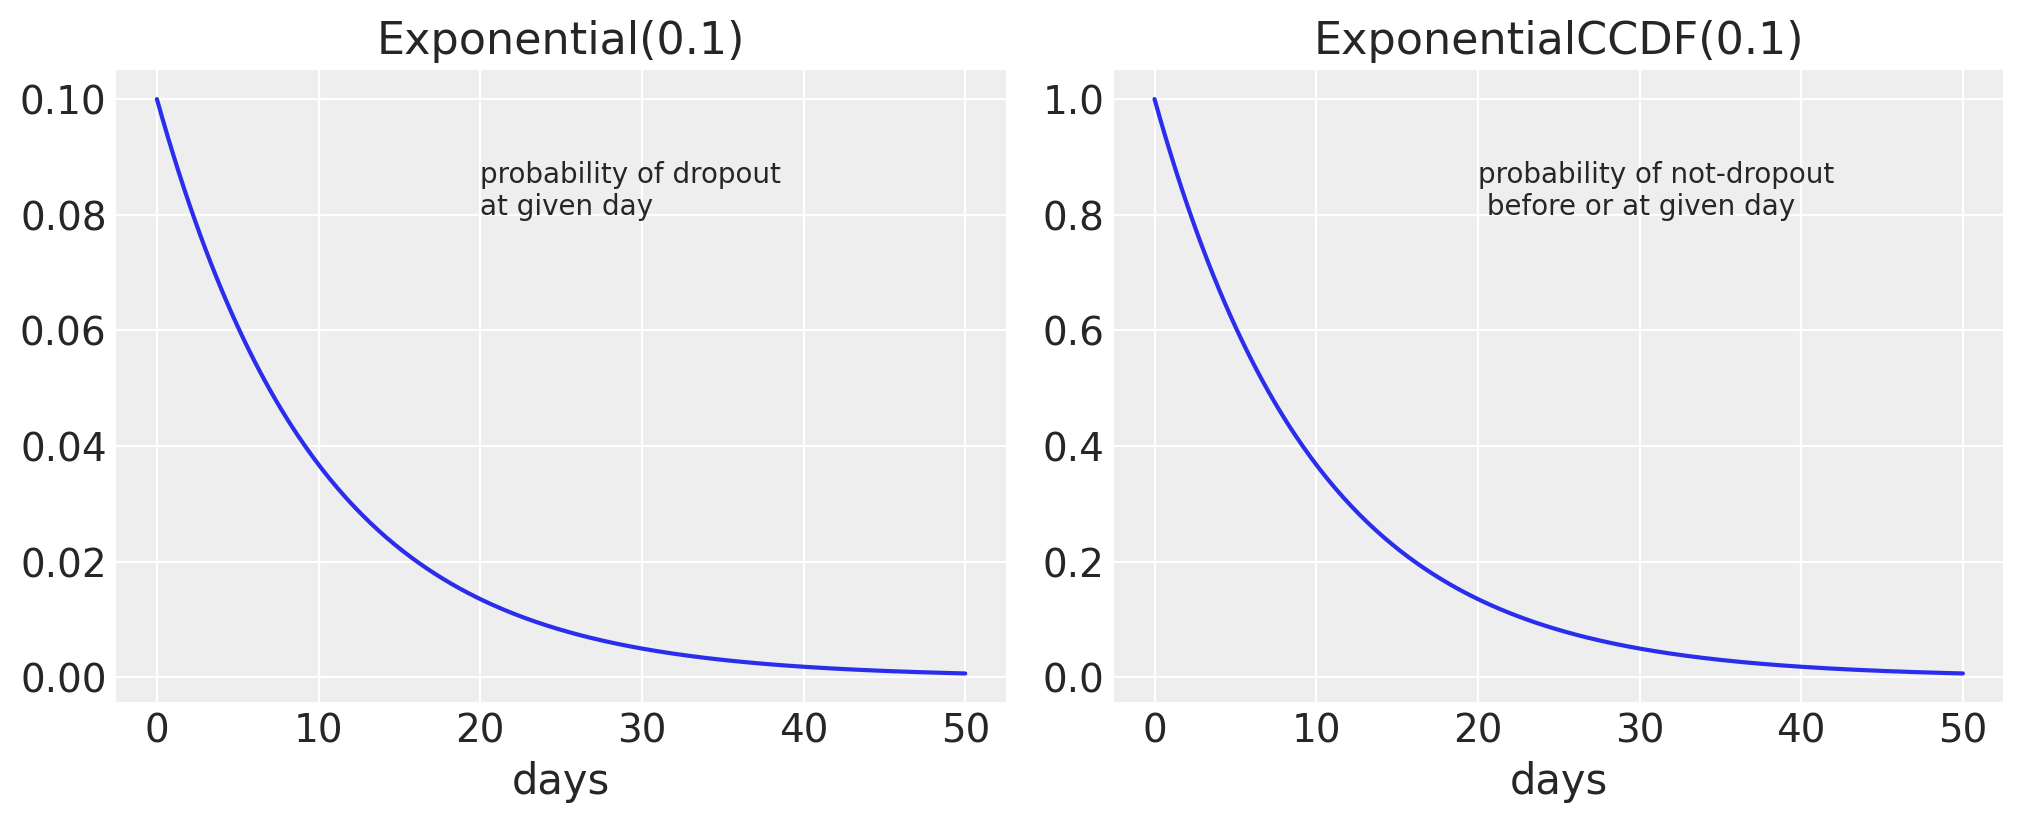 Exponential(0.1)
0.10
0.08
0.06
0.04
0.02
0.00
probability of dropout
at given day
0 10 20 30 40 50
days
ExponentialCCDF(0.1)
1.0
0.8
0.6
0.4
0.2
0.0
probability of not-dropout
before or at given day
0 10 20 30 40 50
days